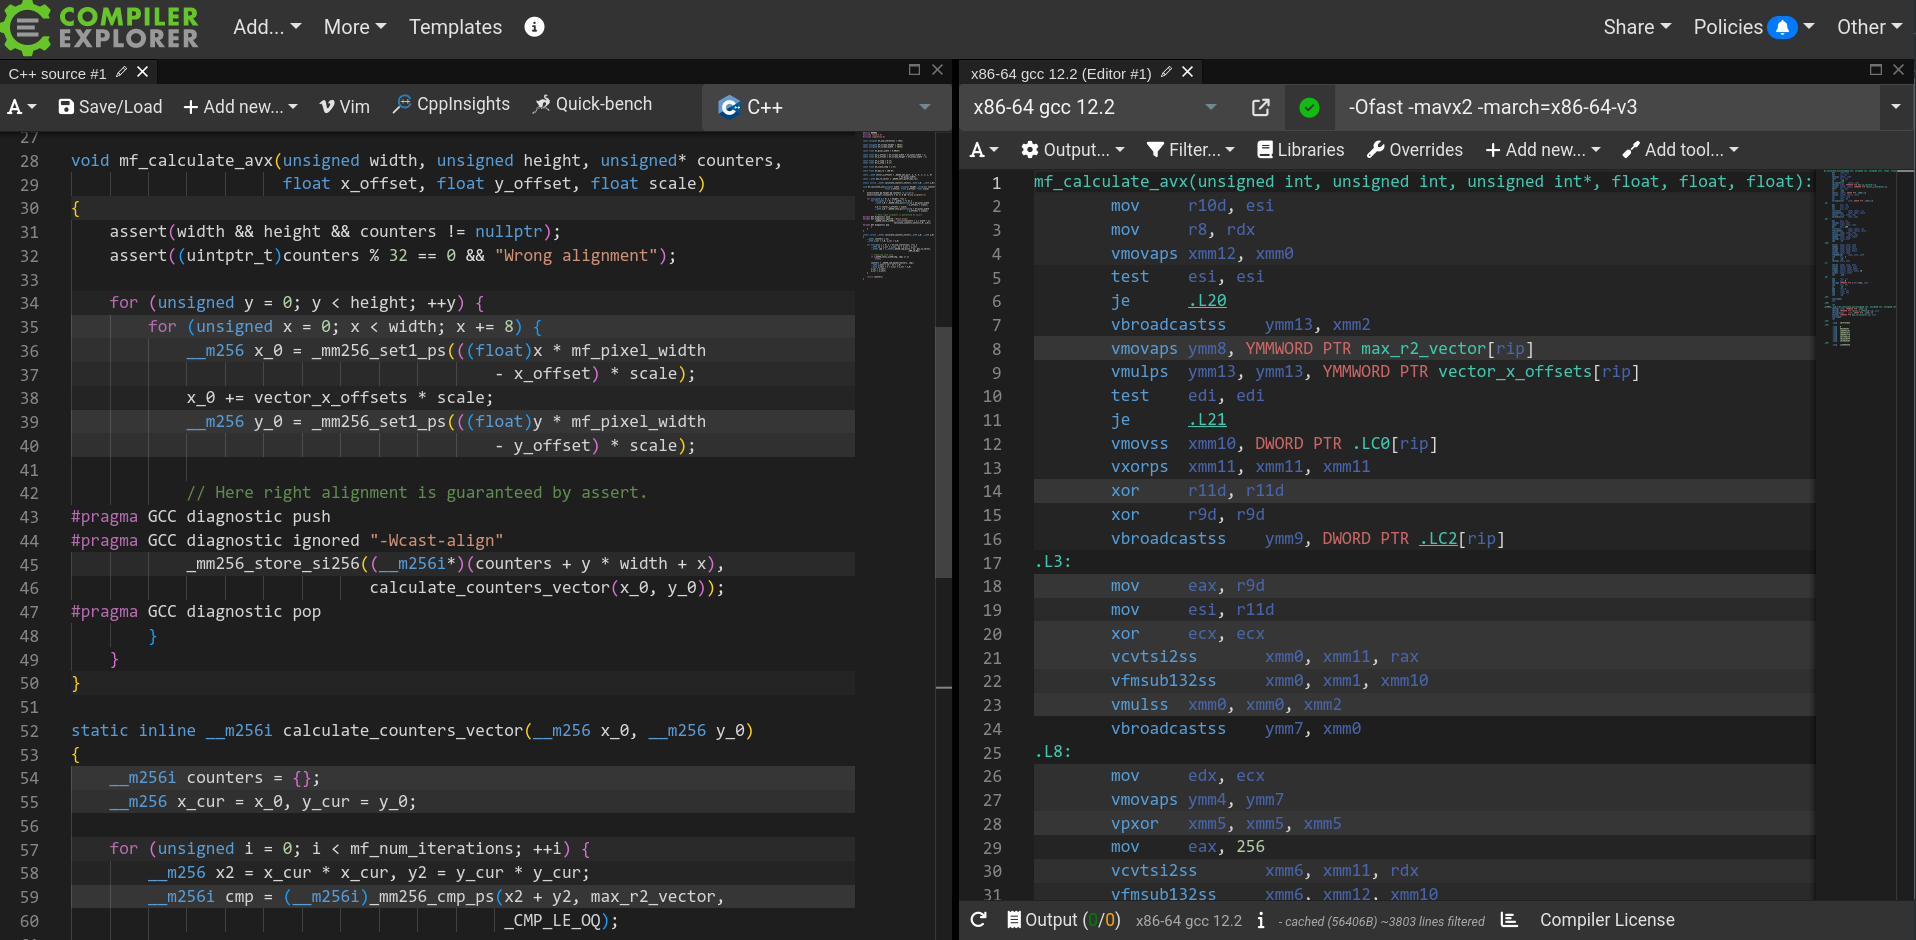 COMPILER EXPLORER Add... More Templates Share Policies Other
C++ source #1
A Save/Load + Add new... Vim CppInsights Quick-bench C++
27
28 void mf_calculate_avx(unsigned width, unsigned height, unsigned* counters,
29 float x_offset, float y_offset, float scale)
30 {
31 assert(width && height && counters != nullptr);
32 assert((uintptr_t)counters % 32 == 0 && "Wrong alignment");
33
34 for (unsigned y = 0; y < height; ++y) {
35 for (unsigned x = 0; x < width; x += 8) {
36 __m256 x_0 = _mm256_set1_ps(((float)x * mf_pixel_width
37 - x_offset) * scale);
38 x_0 += vector_x_offsets * scale;
39 __m256 y_0 = _mm256_set1_ps(((float)y * mf_pixel_width
40 - y_offset) * scale);
41
42 // Here right alignment is guaranteed by assert.
43 #pragma GCC diagnostic push
44 #pragma GCC diagnostic ignored "-Wcast-align"
45 _mm256_store_si256((__m256i*)(counters + y * width + x),
46 calculate_counters_vector(x_0, y_0));
47 #pragma GCC diagnostic pop
48 }
49 }
50 }
51
52 static inline __m256i calculate_counters_vector(__m256 x_0, __m256 y_0)
53 {
54 __m256i counters = {};
55 __m256 x_cur = x_0, y_cur = y_0;
56
57 for (unsigned i = 0; i < mf_num_iterations; ++i) {
58 __m256 x2 = x_cur * x_cur, y2 = y_cur * y_cur;
59 __m256i cmp = (__m256i)_mm256_cmp_ps(x2 + y2, max_r2_vector,
60 _CMP_LE_OQ);
x86-64 gcc 12.2 (Editor #1)
x86-64 gcc 12.2 -Ofast -mavx2 -march=x86-64-v3
A Output... Filter... Libraries Overrides + Add new... Add tool...
1 mf_calculate_avx(unsigned int, unsigned int, unsigned int*, float, float, float):
2 mov r10d, esi
3 mov r8, rdx
4 vmovaps xmm12, xmm0
5 test esi, esi
6 je .L20
7 vbroadcastss ymm13, xmm2
8 vmovaps ymm8, YMMWORD PTR max_r2_vector[rip]
9 vmulps ymm13, ymm13, YMMWORD PTR vector_x_offsets[rip]
10 test edi, edi
11 je .L21
12 vmovss xmm10, DWORD PTR .LC0[rip]
13 vxorps xmm11, xmm11, xmm11
14 xor r11d, r11d
15 xor r9d, r9d
16 vbroadcastss ymm9, DWORD PTR .LC2[rip]
17 .L3:
18 mov eax, r9d
19 mov esi, r11d
20 xor ecx, ecx
21 vcvtsi2ss xmm0, xmm11, rax
22 vfmsub132ss xmm0, xmm1, xmm10
23 vmulss xmm0, xmm0, xmm2
24 vbroadcastss ymm7, xmm0
25 .L8:
26 mov edx, ecx
27 vmovaps ymm4, ymm7
28 vpxor xmm5, xmm5, xmm5
29 mov eax, 256
30 vcvtsi2ss xmm6, xmm11, rdx
31 vfmsub132ss xmm6, xmm12, xmm10
Output (0/0) x86-64 gcc 12.2 i - cached (56406B) ~3803 lines filtered Compiler License